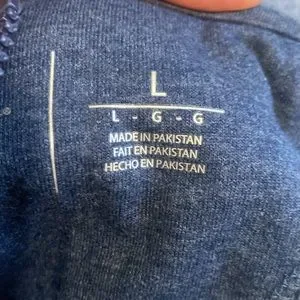 L
L - G - G
MADE IN PAKISTAN
FAIT EN PAKISTAN
HECHO EN PAKISTAN